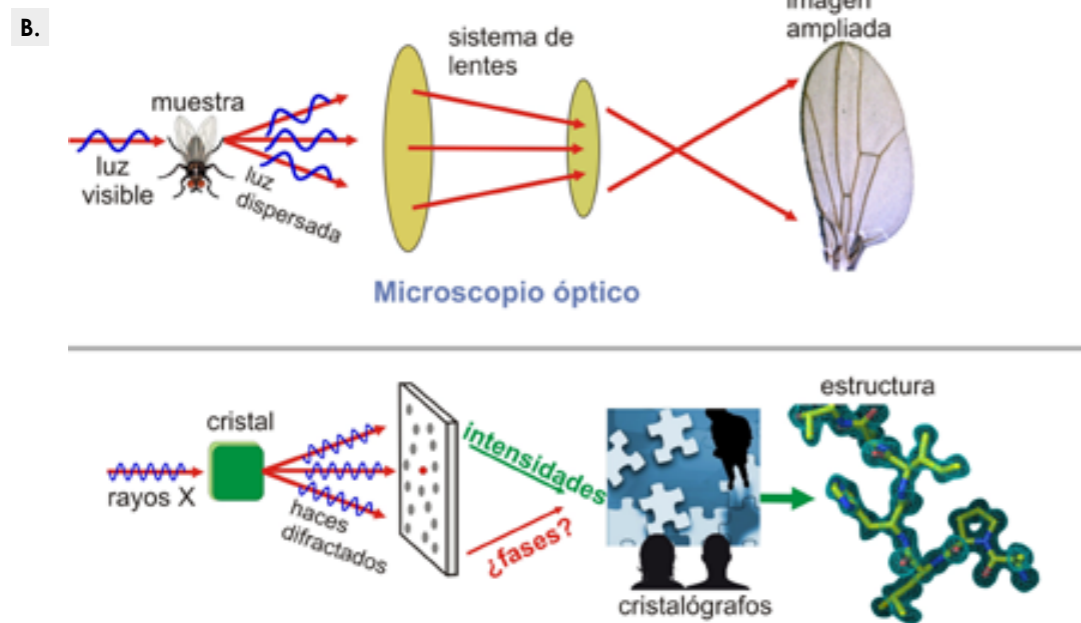 B.
imagen
ampliada
sistema de
lentes
muestra
luz
visible
luz
dispersada
Microscopio óptico
estructura
cristal
intensidades
rayos X
haces
difractados
¿fases?
cristalógrafos